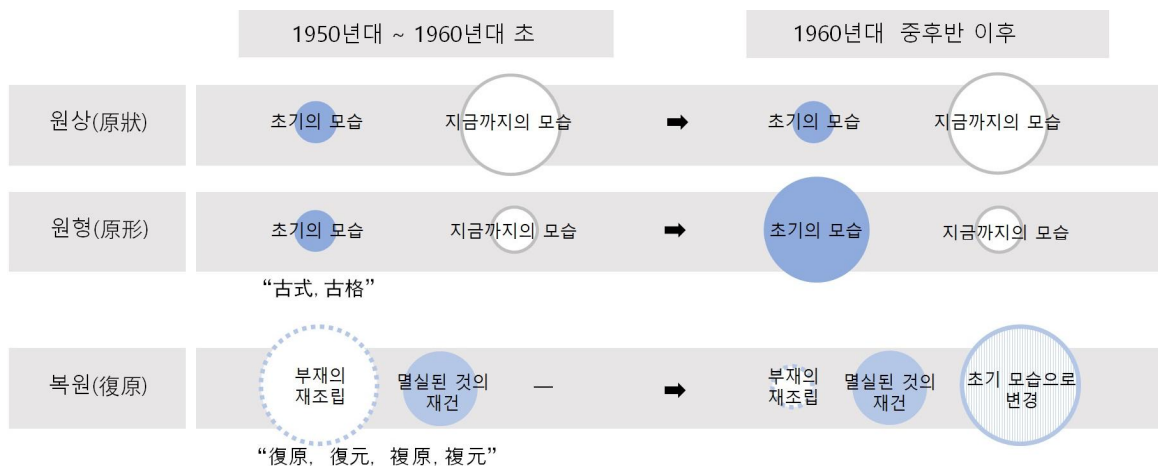 1950년대 ~ 1960년대 초
1960년대 중후반 이후
원상(原狀)
초기의 모습
지금까지의 모습
➡
초기의 모습
지금까지의 모습
원형(原形)
초기의 모습
지금까지의 모습
➡
초기의 모습
지금까지의 모습
“古式, 古格”
복원(復原)
부재의
재조립
멸실된 것의
재건
—
➡
부재의
재조립
멸실된 것의
재건
초기 모습으로
변경
“復原, 復元, 複原, 複元”